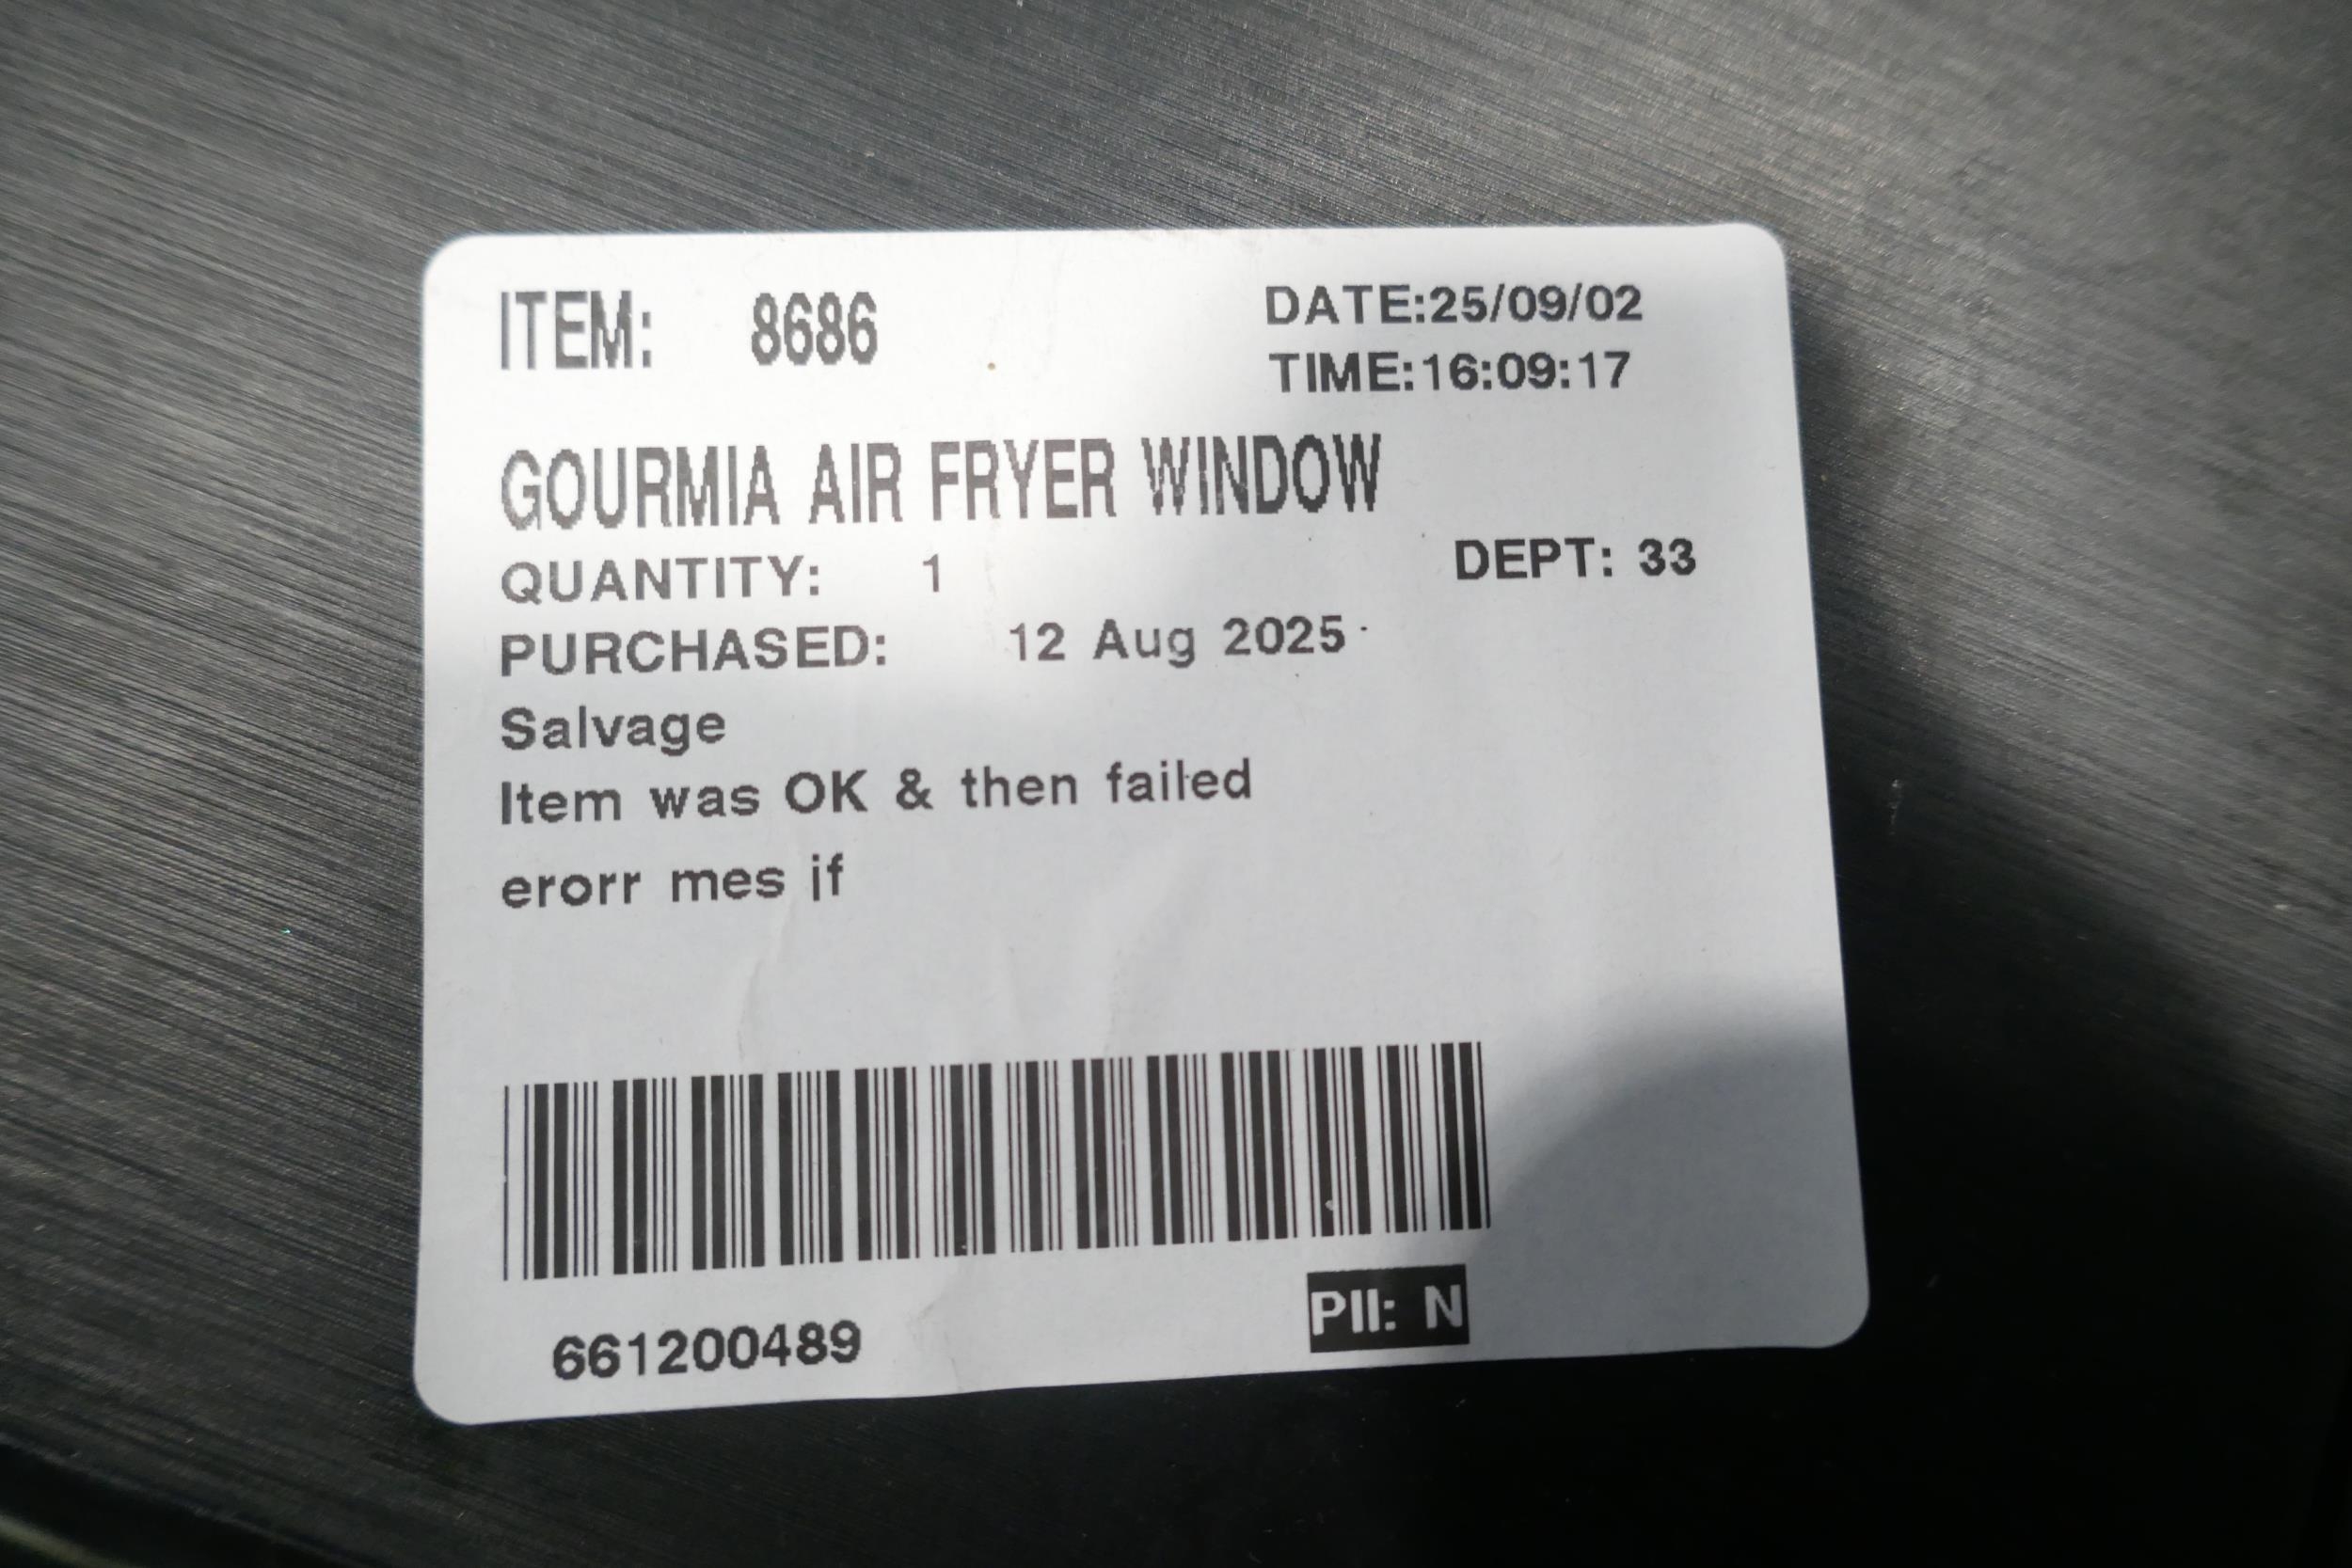 ITEM: 8686 DATE:25/09/02
TIME:16:09:17
GOURMIA AIR FRYER WINDOW
QUANTITY: 1 DEPT: 33
PURCHASED: 12 Aug 2025
Salvage
Item was OK & then failed
erorr mes if
661200489 PII: N